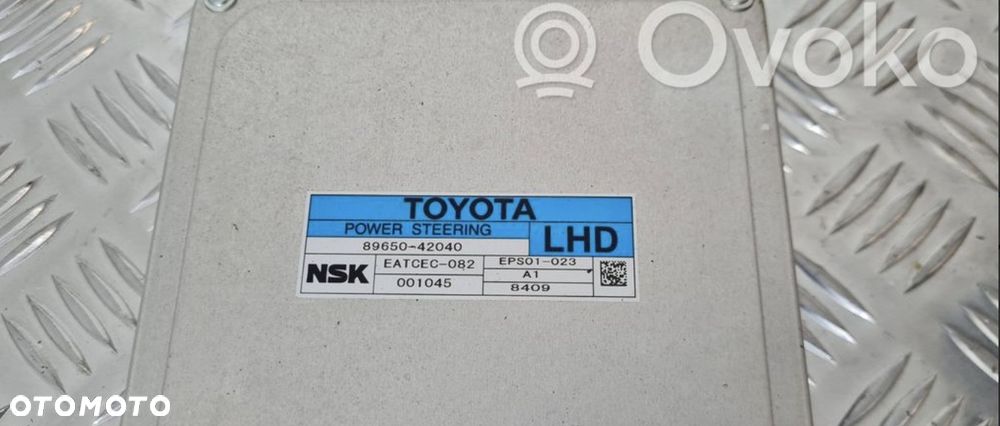 Ovoko
TOYOTA
POWER STEERING
LHD
89650-42040
NSK
EATCEC-082
EPS01-023
A1
001045
8409
OTOMOTO